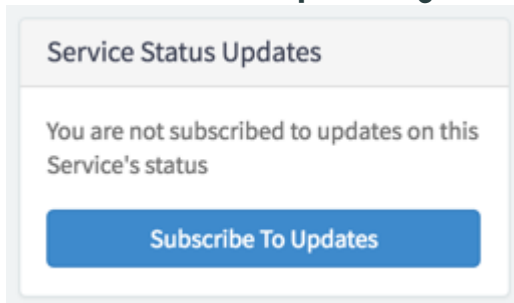 Service Status Updates
You are not subscribed to updates on this
Service's status
Subscribe To Updates